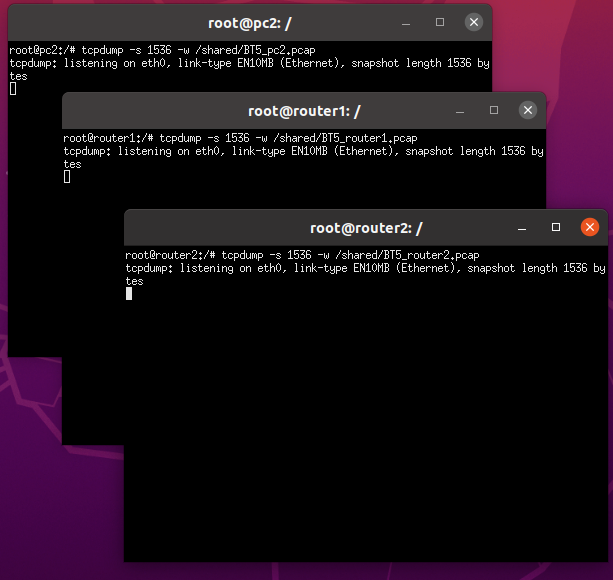 root@pc2: /
root@pc2:/# tcpdump -s 1536 -w /shared/BT5_pc2.pcap
tcpdump: listening on eth0, link-type EN10MB (Ethernet), snapshot length 1536 by
tes
root@router1: /
root@router1:/# tcpdump -s 1536 -w /shared/BT5_router1.pcap
tcpdump: listening on eth0, link-type EN10MB (Ethernet), snapshot length 1536 by
tes
root@router2: /
root@router2:/# tcpdump -s 1536 -w /shared/BT5_router2.pcap
tcpdump: listening on eth0, link-type EN10MB (Ethernet), snapshot length 1536 by
tes